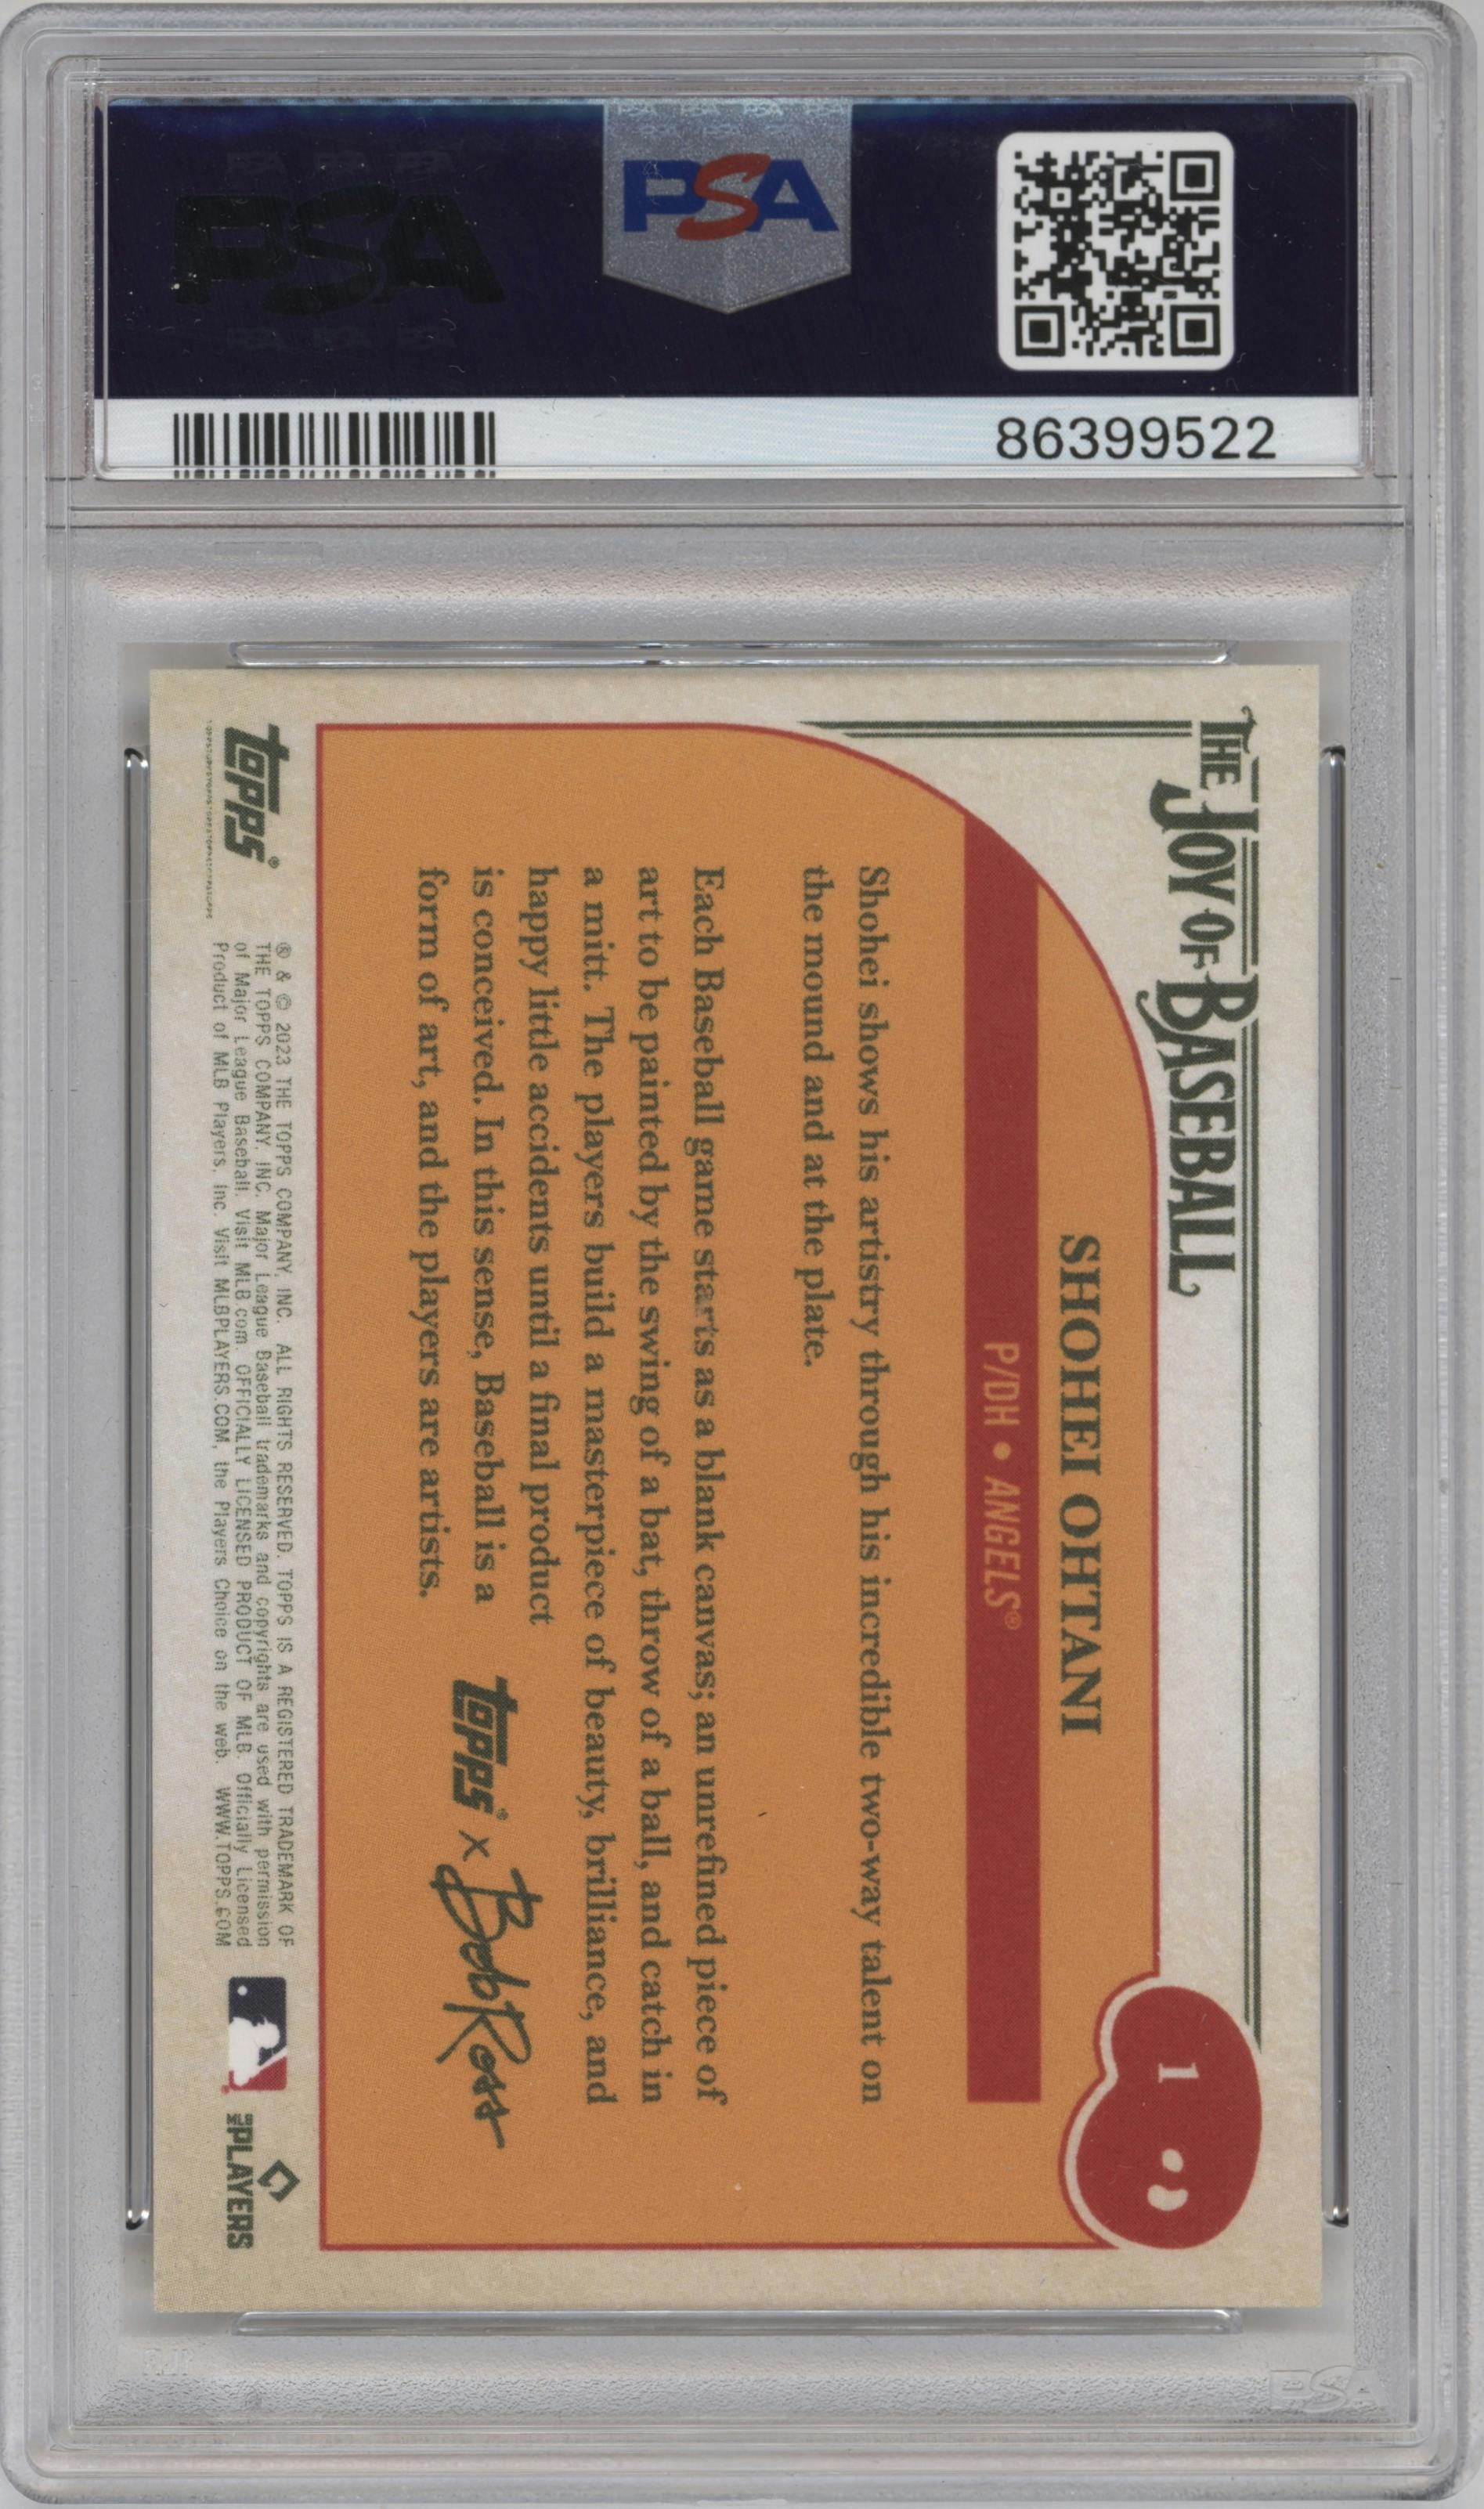 PSA
86399522
THE JOY OF BASEBALL
1
SHOHEI OHTANI
P/DH • ANGELS®
Shohei shows his artistry through his incredible two-way talent on
the mound and at the plate.
Each Baseball game starts as a blank canvas; an unrefined piece of
art to be painted by the swing of a bat, throw of a ball, and catch in
a mitt. The players build a masterpiece of beauty, brilliance, and
happy little accidents until a final product
is conceived. In this sense, Baseball is a
form of art, and the players are artists.
topps® x Bob Ross
topps®
® & © 2023 THE TOPPS COMPANY, INC. ALL RIGHTS RESERVED. TOPPS IS A REGISTERED TRADEMARK OF
THE TOPPS COMPANY, INC. Major League Baseball trademarks and copyrights are used with permission
of Major League Baseball. Visit MLB.com. OFFICIALLY LICENSED PRODUCT OF MLB. Officially Licensed
Product of MLB Players, Inc. Visit MLBPLAYERS.COM, the Players Choice on the web. WWW.TOPPS.COM
MLB PLAYERS
PSA